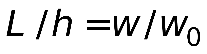 L / h = w / w₀